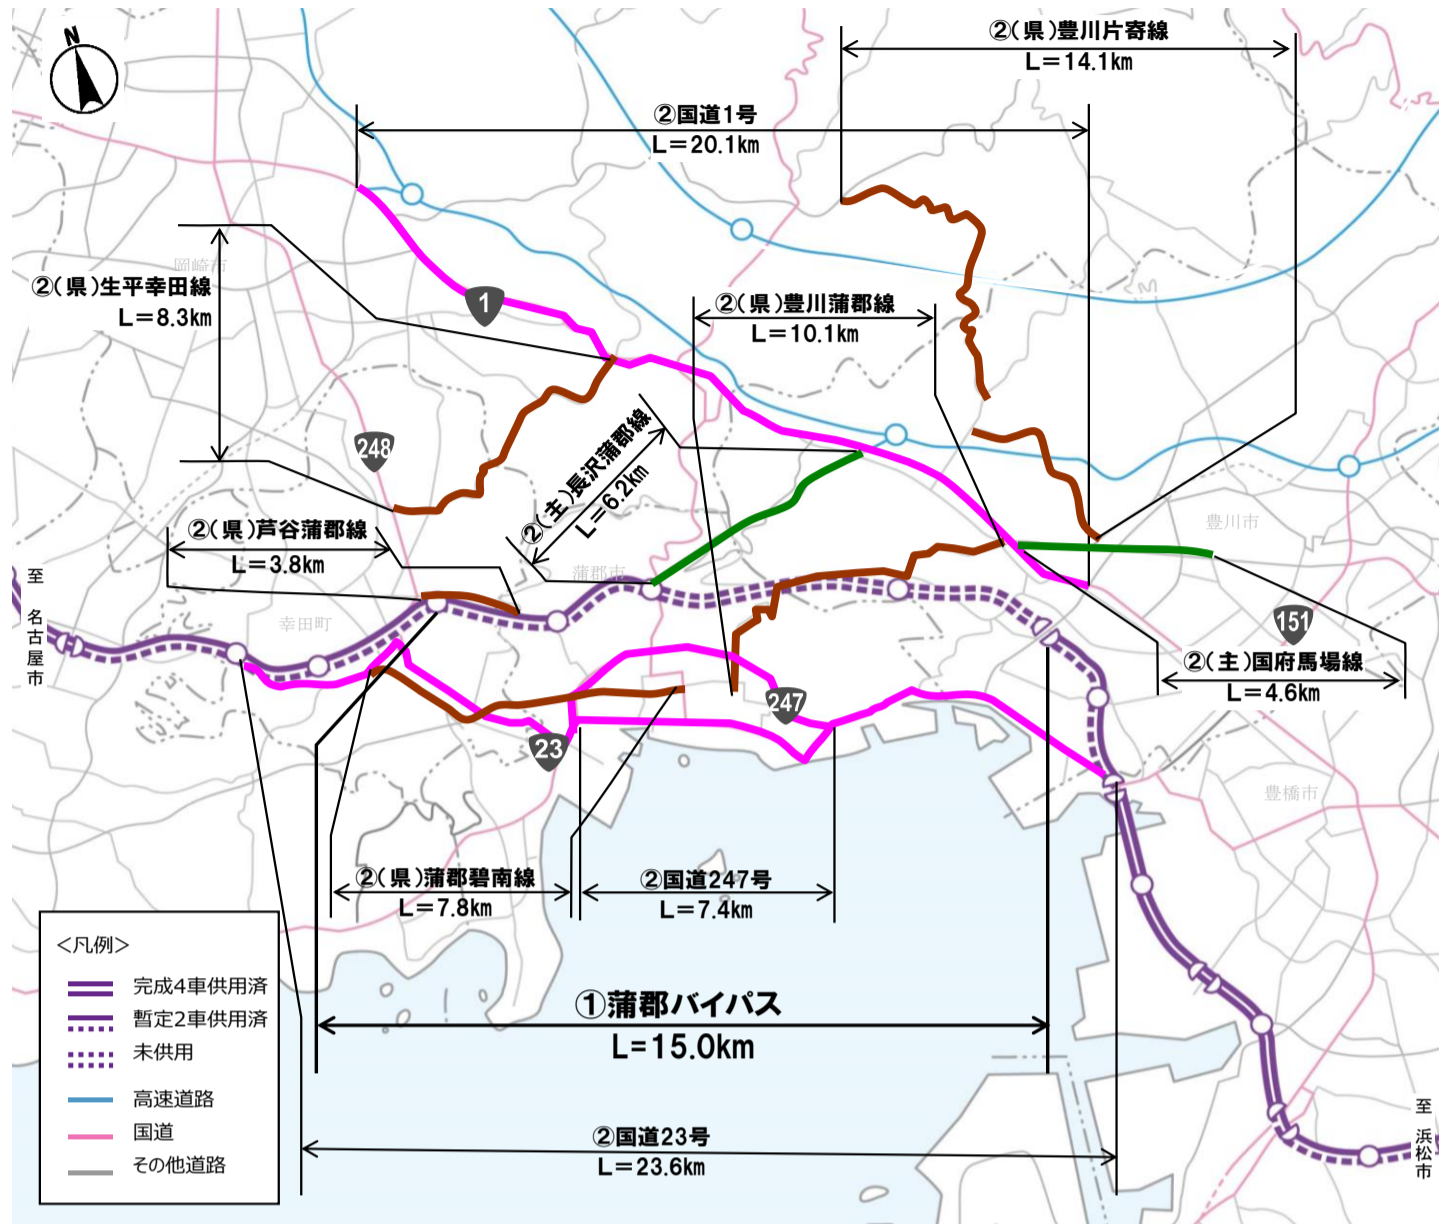 N
②(県)豊川片寄線
L=14.1km
②国道1号
L=20.1km
岡崎市
②(県)生平幸田線
L=8.3km
1
②(県)豊川蒲郡線
L=10.1km
248
②(主)長沢蒲郡線
L=6.2km
②(県)芦谷蒲郡線
L=3.8km
豊川市
蒲郡市
至 名古屋市
幸田町
151
②(主)国府馬場線
L=4.6km
247
23
豊橋市
②(県)蒲郡碧南線
L=7.8km
②国道247号
L=7.4km
<凡例>
完成4車供用済
暫定2車供用済
未供用
高速道路
国道
その他道路
①蒲郡バイパス
L=15.0km
②国道23号
L=23.6km
至 浜松市